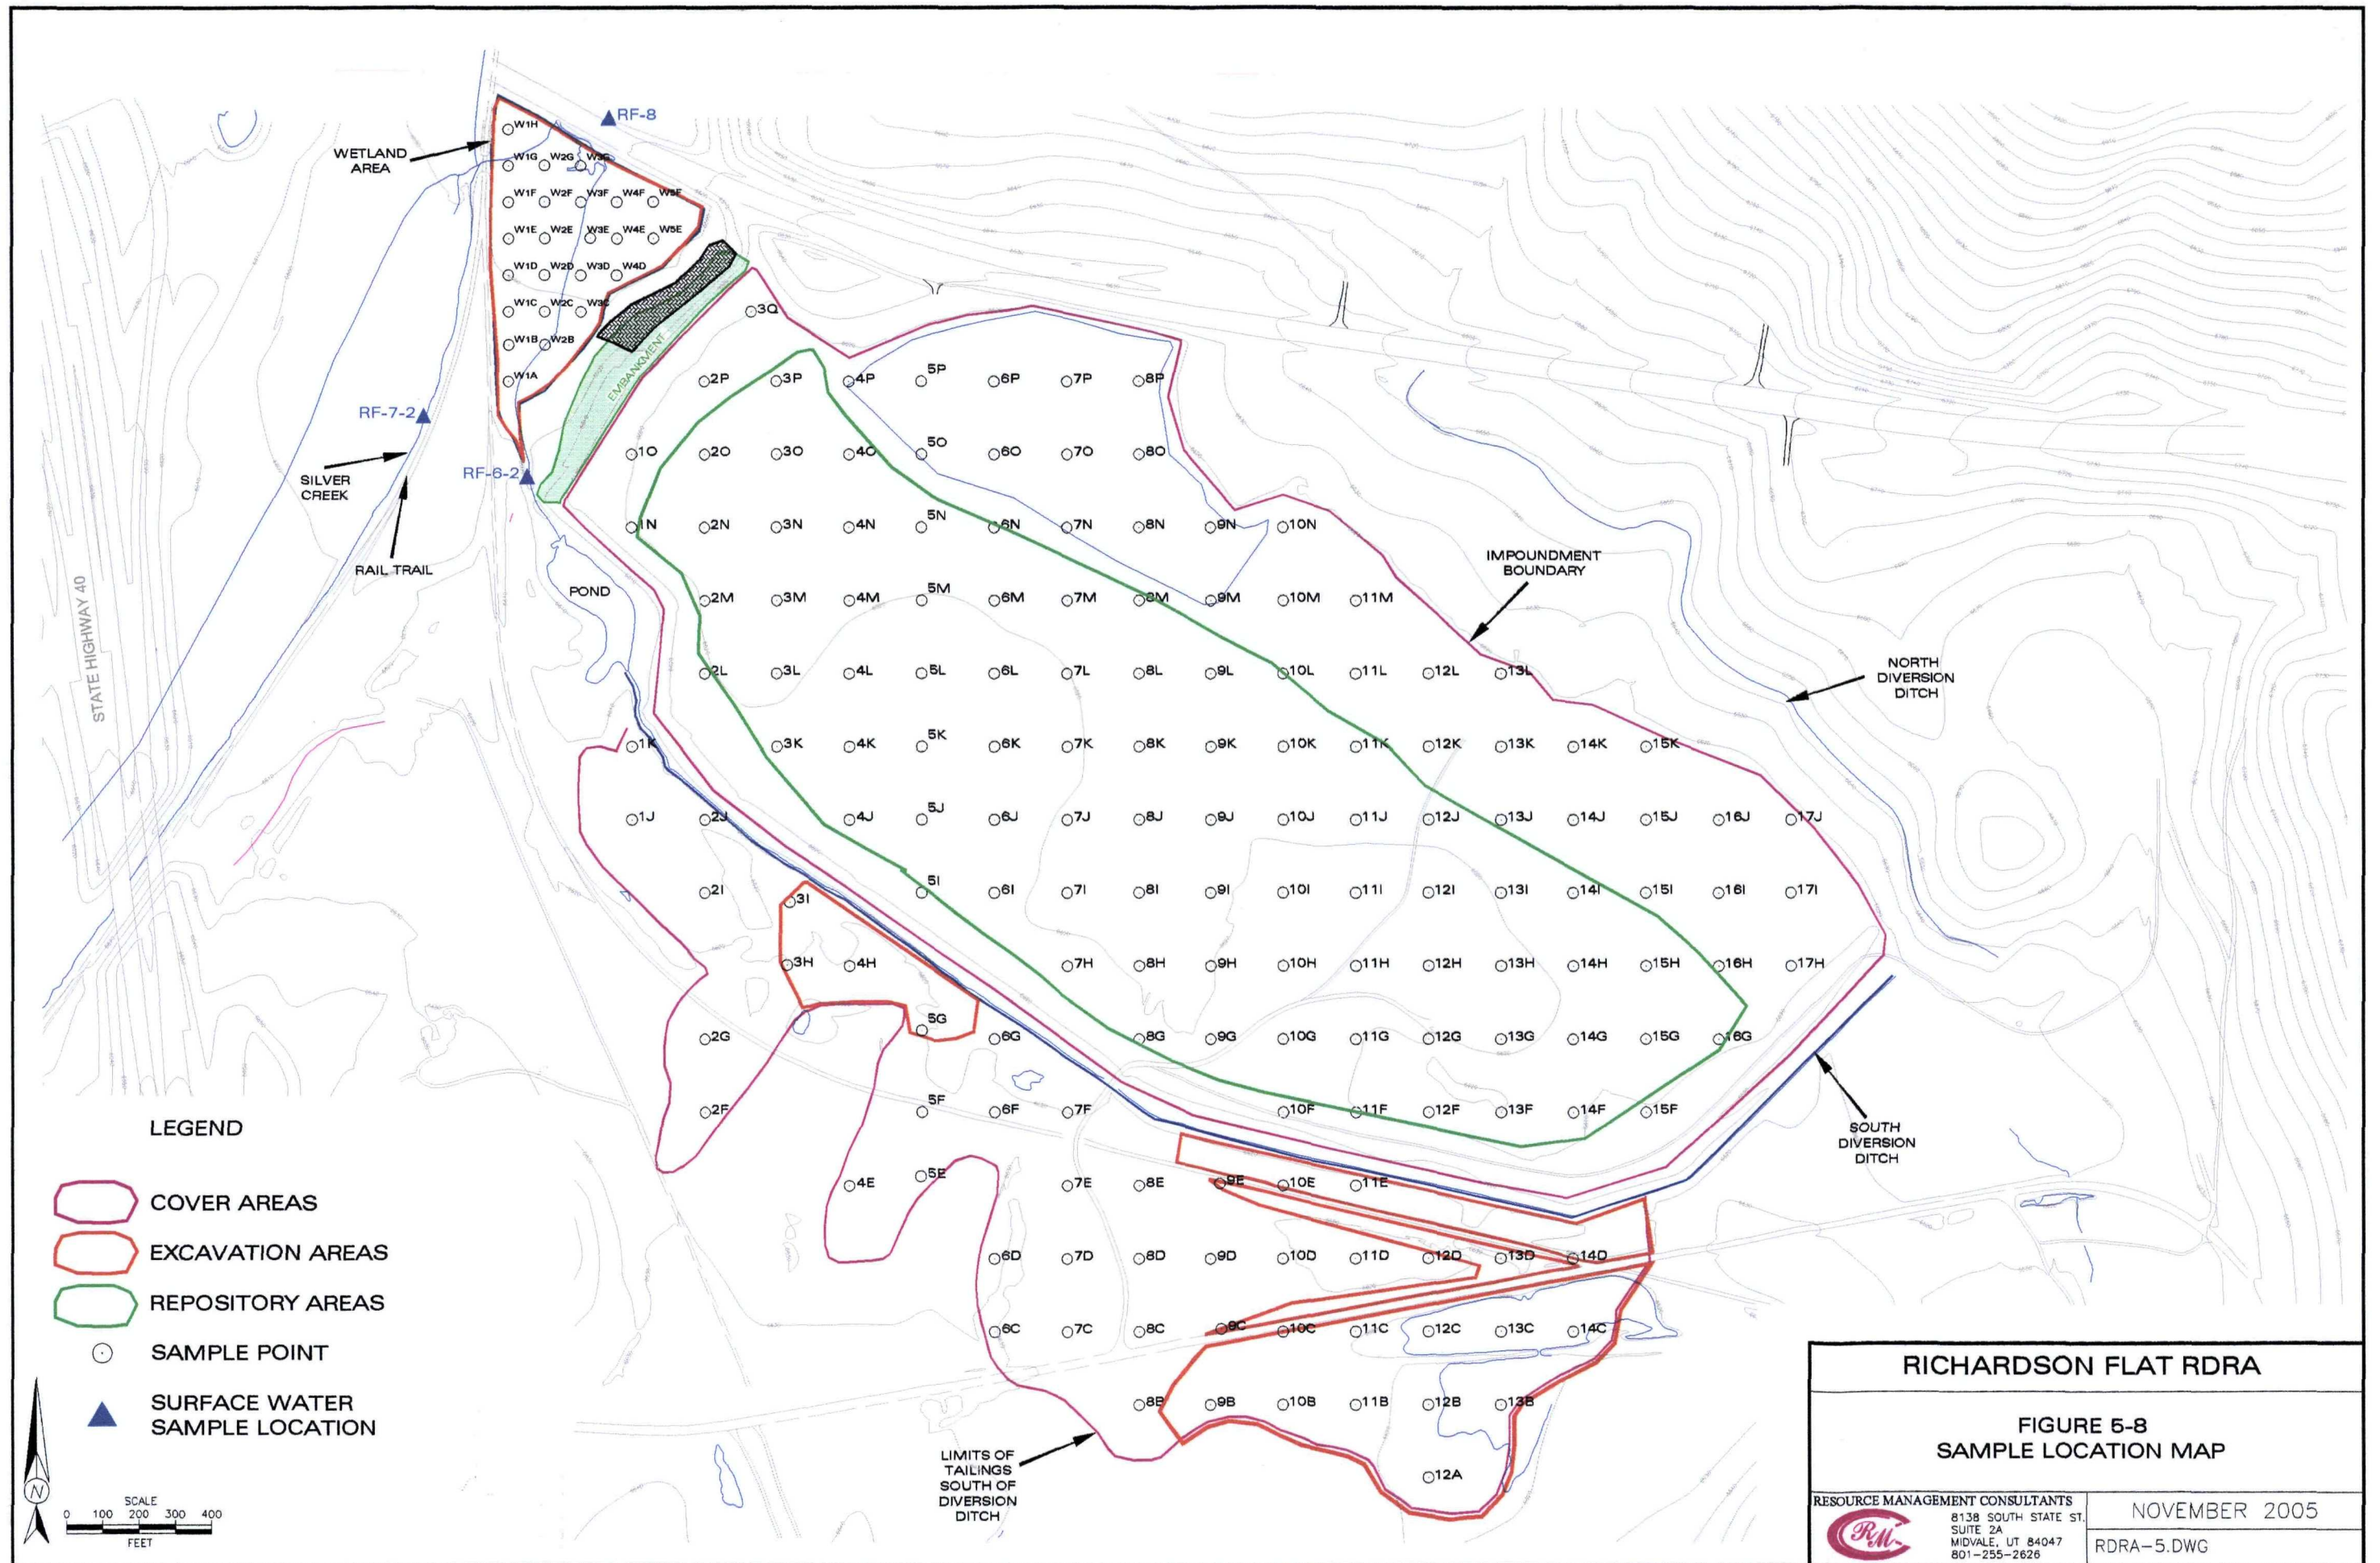 RF-8
WETLAND
AREA
W1H
W1G W2G W3G
W1F W2F W3F W4F W5F
W1E W2E W3E W4E W5E
W1D W2D W3D W4D
W1C W2C W3C
W1B W2B
W1A
EMBANKMENT
RF-7-2
RF-6-2
SILVER
CREEK
RAIL TRAIL
STATE HIGHWAY 40
POND
IMPOUNDMENT
BOUNDARY
NORTH
DIVERSION
DITCH
3Q
2P 3P 4P 5P 6P 7P 8P
1O 2O 3O 4O 5O 6O 7O 8O
1N 2N 3N 4N 5N 6N 7N 8N 9N 10N
2M 3M 4M 5M 6M 7M 8M 9M 10M 11M
2L 3L 4L 5L 6L 7L 8L 9L 10L 11L 12L 13L
1K 3K 4K 5K 6K 7K 8K 9K 10K 11K 12K 13K 14K 15K
1J 2J 4J 5J 6J 7J 8J 9J 10J 11J 12J 13J 14J 15J 16J 17J
2I 3I 5I 6I 7I 8I 9I 10I 11I 12I 13I 14I 15I 16I 17I
3H 4H 7H 8H 9H 10H 11H 12H 13H 14H 15H 16H 17H
2G 5G 6G 8G 9G 10G 11G 12G 13G 14G 15G 16G
2F 5F 6F 7F 10F 11F 12F 13F 14F 15F
4E 5E 7E 8E 9E 10E 11E
6D 7D 8D 9D 10D 11D 12D 13D 14D
6C 7C 8C 9C 10C 11C 12C 13C 14C
8B 9B 10B 11B 12B 13B
12A
SOUTH
DIVERSION
DITCH
LIMITS OF
TAILINGS
SOUTH OF
DIVERSION
DITCH
LEGEND
COVER AREAS
EXCAVATION AREAS
REPOSITORY AREAS
SAMPLE POINT
SURFACE WATER
SAMPLE LOCATION
N
SCALE
0 100 200 300 400
FEET
RICHARDSON FLAT RDRA
FIGURE 5-8
SAMPLE LOCATION MAP
RESOURCE MANAGEMENT CONSULTANTS
RMC
8138 SOUTH STATE ST.
SUITE 2A
MIDVALE, UT 84047
801-255-2626
NOVEMBER 2005
RDRA-5.DWG